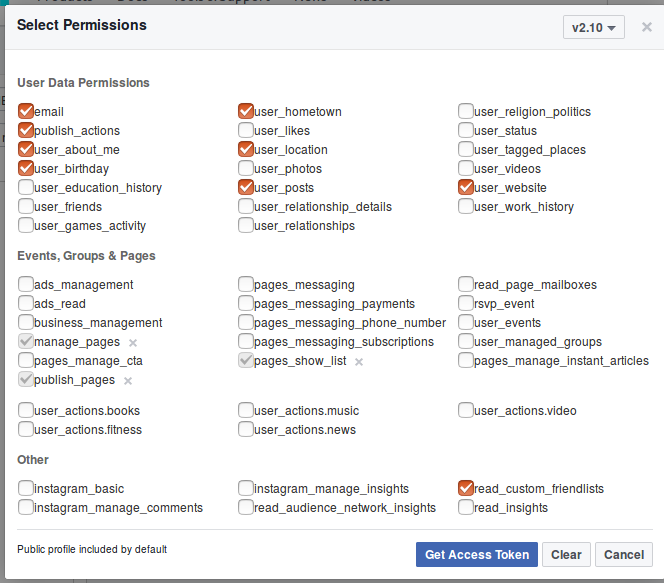 Select Permissions v2.10
User Data Permissions
email user_hometown user_religion_politics
publish_actions user_likes user_status
user_about_me user_location user_tagged_places
user_birthday user_photos user_videos
user_education_history user_posts user_website
user_friends user_relationship_details user_work_history
user_games_activity user_relationships
Events, Groups & Pages
ads_management pages_messaging read_page_mailboxes
ads_read pages_messaging_payments rsvp_event
business_management pages_messaging_phone_number user_events
manage_pages pages_messaging_subscriptions user_managed_groups
pages_manage_cta pages_show_list pages_manage_instant_articles
publish_pages
user_actions.books user_actions.music user_actions.video
user_actions.fitness user_actions.news
Other
instagram_basic instagram_manage_insights read_custom_friendlists
instagram_manage_comments read_audience_network_insights read_insights
Public profile included by default Get Access Token Clear Cancel